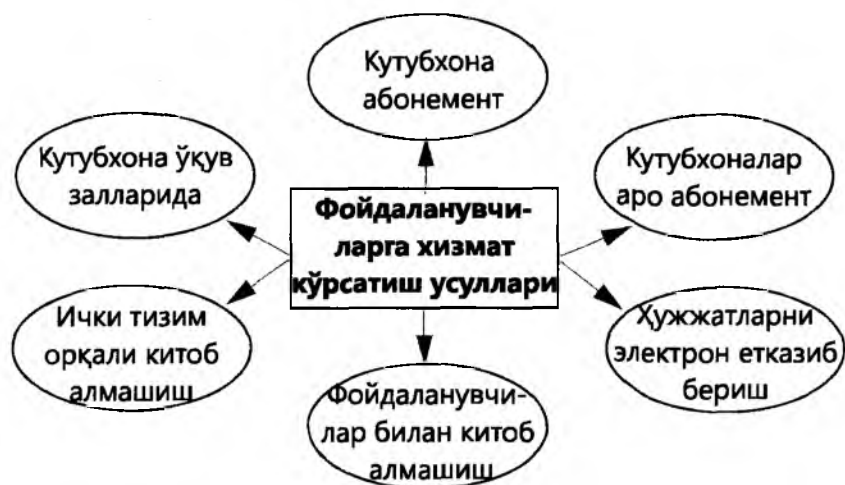 Кутубхона
абонемент
Кутубхона ўқув
залларида
Кутубхоналар
аро абонемент
Фойдаланувчи-
ларга хизмат
кўрсатиш усуллари
Ички тизим
орқали китоб
алмашиш
Ҳужжатларни
электрон етказиб
бериш
Фойдаланувчи-
лар билан китоб
алмашиш